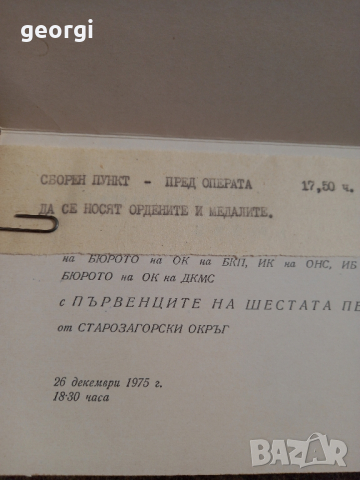 georgi
СБОРЕН ПУНКТ - ПРЕД ОПЕРАТА 17,50 ч.
ДА СЕ НОСЯТ ОРДЕНИТЕ И МЕДАЛИТЕ.
на БЮРОТО на ОК на БКП, ИК на ОНС, ИБ
БЮРОТО на ОК на ДКМС
с ПЪРВЕНЦИТЕ НА ШЕСТАТА ПЕ
от СТАРОЗАГОРСКИ ОКРЪГ
26 декември 1975 г.
18·30 часа
BAZAR